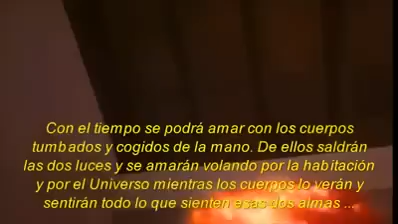 Con el tiempo se podrá amar con los cuerpos
tumbados y cogidos de la mano. De ellos saldrán
las dos luces y se amarán volando por la habitación
y por el Universo mientras los cuerpos lo verán y
sentirán todo lo que sienten esas dos almas ...